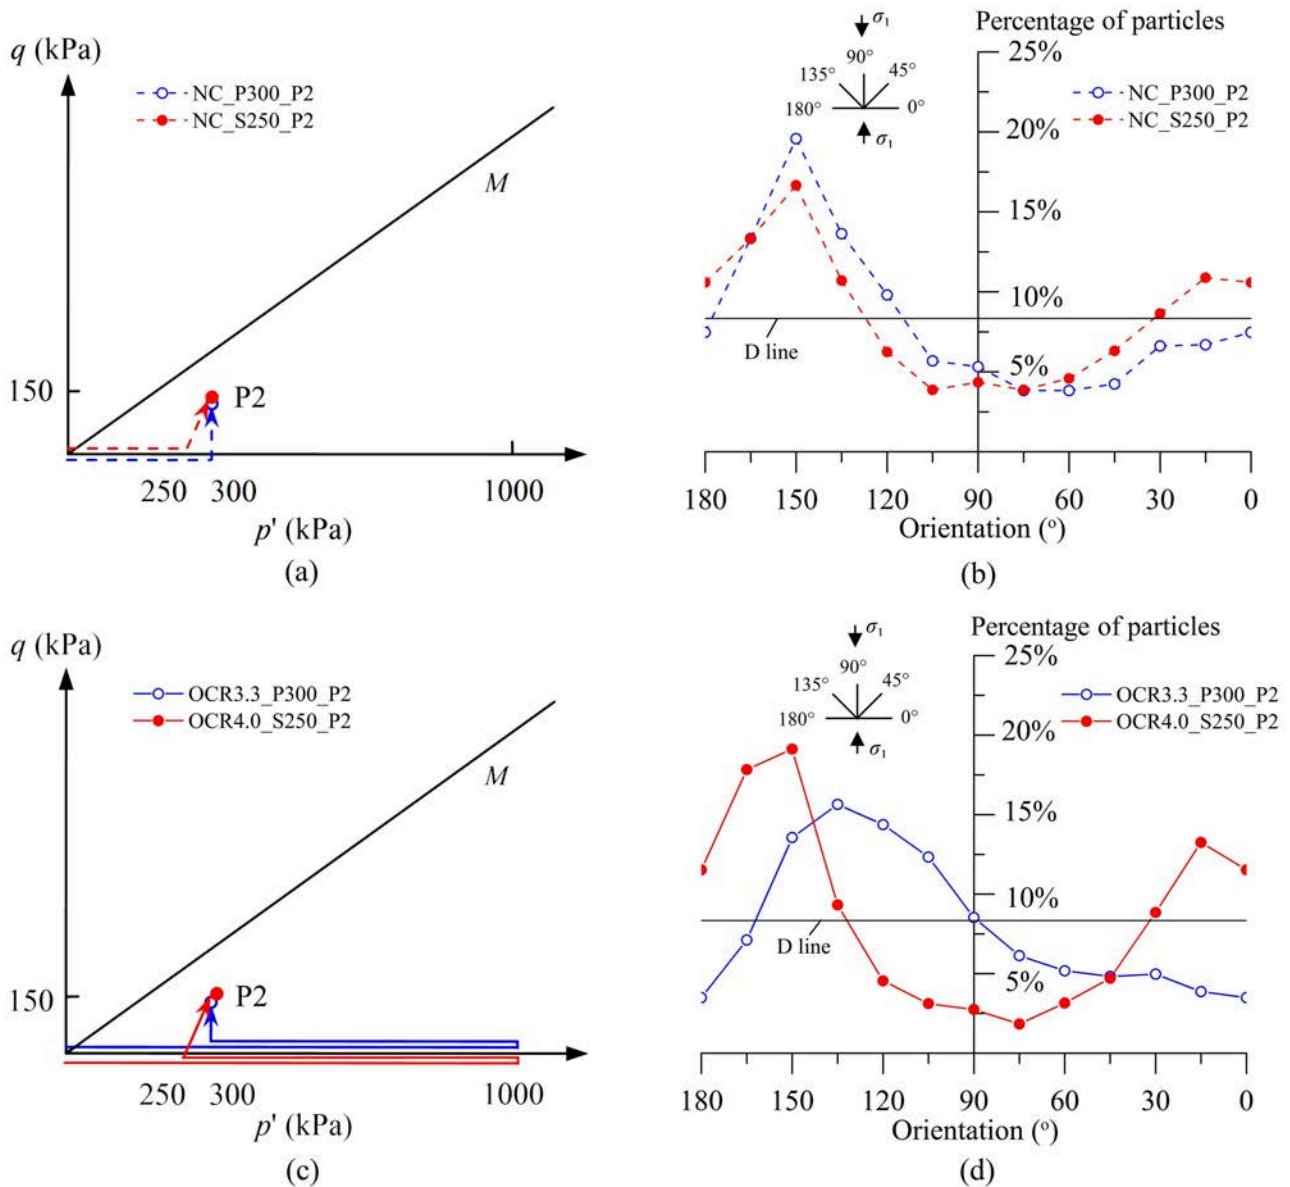 q (kPa)
NC_P300_P2
NC_S250_P2
M
150
P2
250 300 1000
p' (kPa)
(a)
σ1
Percentage of particles
25%
90°
135° 45°
180° 0°
σ1
NC_P300_P2
NC_S250_P2
20%
15%
10%
D line
5%
180 150 120 90 60 30 0
Orientation (°)
(b)
q (kPa)
OCR3.3_P300_P2
OCR4.0_S250_P2
M
150
P2
250 300 1000
p' (kPa)
(c)
σ1
Percentage of particles
25%
90°
135° 45°
180° 0°
σ1
OCR3.3_P300_P2
OCR4.0_S250_P2
20%
15%
10%
D line
5%
180 150 120 90 60 30 0
Orientation (°)
(d)